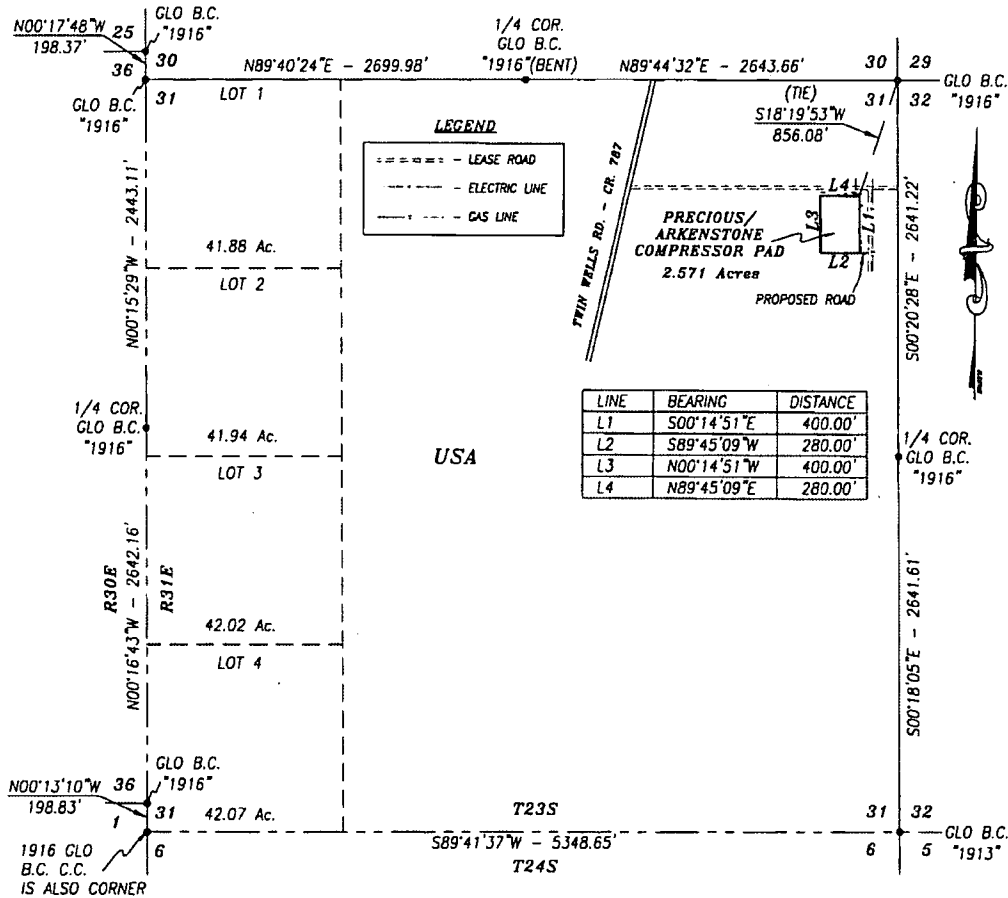 N00°17'48"W
198.37'
25
GLO B.C.
"1916"
30
36
GLO B.C.
"1916"
31
N89°40'24"E - 2699.98'
1/4 COR.
GLO B.C.
"1916"(BENT)
N89°44'32"E - 2643.66'
30
29
31
32
GLO B.C.
"1916"
LOT 1
(TIE)
S18°19'53"W
856.08'
LEGEND
- LEASE ROAD
- ELECTRIC LINE
- GAS LINE
N00°15'29"W - 2443.11'
41.88 Ac.
LOT 2
TWIN WELLS RD. - CR. 787
L4
L3
L1
L2
PRECIOUS/
ARKENSTONE
COMPRESSOR PAD
2.571 Acres
PROPOSED ROAD
S00°20'28"E - 2641.22'
1/4 COR.
GLO B.C.
"1916"
41.94 Ac.
LOT 3
USA
LINE BEARING DISTANCE
L1 S00°14'51"E 400.00'
L2 S89°45'09"W 280.00'
L3 N00°14'51"W 400.00'
L4 N89°45'09"E 280.00'
1/4 COR.
GLO B.C.
"1916"
R30E
R31E
N00°16'43"W - 2642.16'
42.02 Ac.
LOT 4
S00°18'05"E - 2641.61'
N00°13'10"W
198.83'
36
GLO B.C.
"1916"
31
1
6
42.07 Ac.
T23S
S89°41'37"W - 5348.65'
T24S
31
32
6
5
GLO B.C.
"1913"
1916 GLO
B.C. C.C.
IS ALSO CORNER